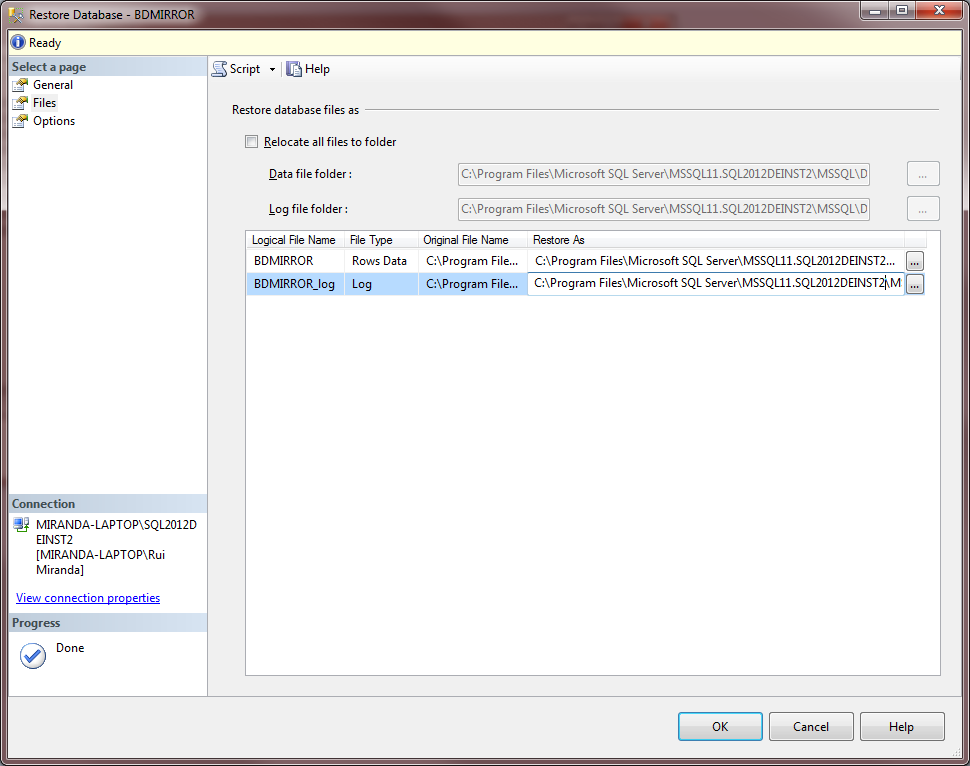 Restore Database - BDMIRROR
Ready
Select a page
General
Files
Options
Script
Help
Restore database files as
Relocate all files to folder
Data file folder :
C:\Program Files\Microsoft SQL Server\MSSQL11.SQL2012DEINST2\MSSQL\D
...
Log file folder :
C:\Program Files\Microsoft SQL Server\MSSQL11.SQL2012DEINST2\MSSQL\D
...
Logical File Name File Type Original File Name Restore As
BDMIRROR Rows Data C:\Program File... C:\Program Files\Microsoft SQL Server\MSSQL11.SQL2012DEINST2... ...
BDMIRROR_log Log C:\Program File... C:\Program Files\Microsoft SQL Server\MSSQL11.SQL2012DEINST2\M ...
Connection
MIRANDA-LAPTOP\SQL2012D
EINST2
[MIRANDA-LAPTOP\Rui
Miranda]
View connection properties
Progress
Done
OK Cancel Help